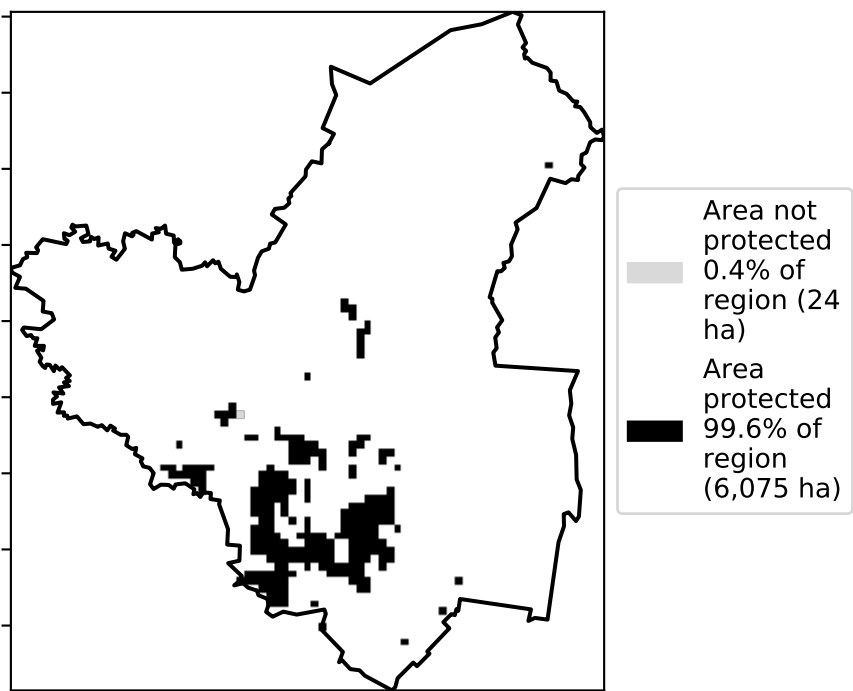 Area not
protected
0.4% of
region (24
ha)
Area
protected
99.6% of
region
(6,075 ha)